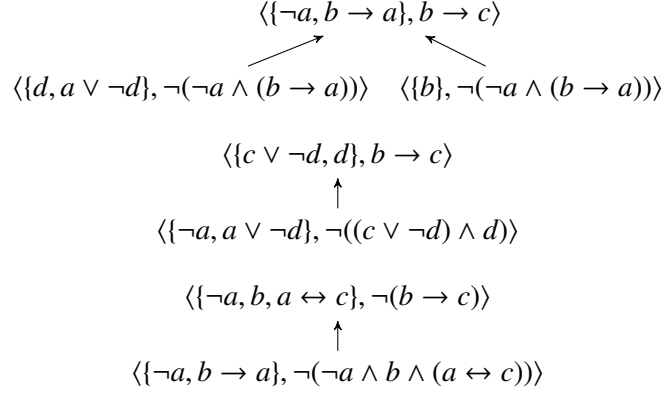 ⟨{¬a, b → a}, b → c⟩
⟨{d, a ∨ ¬d}, ¬(¬a ∧ (b → a))⟩ ⟨{b}, ¬(¬a ∧ (b → a))⟩
⟨{c ∨ ¬d, d}, b → c⟩
⟨{¬a, a ∨ ¬d}, ¬((c ∨ ¬d) ∧ d)⟩
⟨{¬a, b, a ↔ c}, ¬(b → c)⟩
⟨{¬a, b → a}, ¬(¬a ∧ b ∧ (a ↔ c))⟩